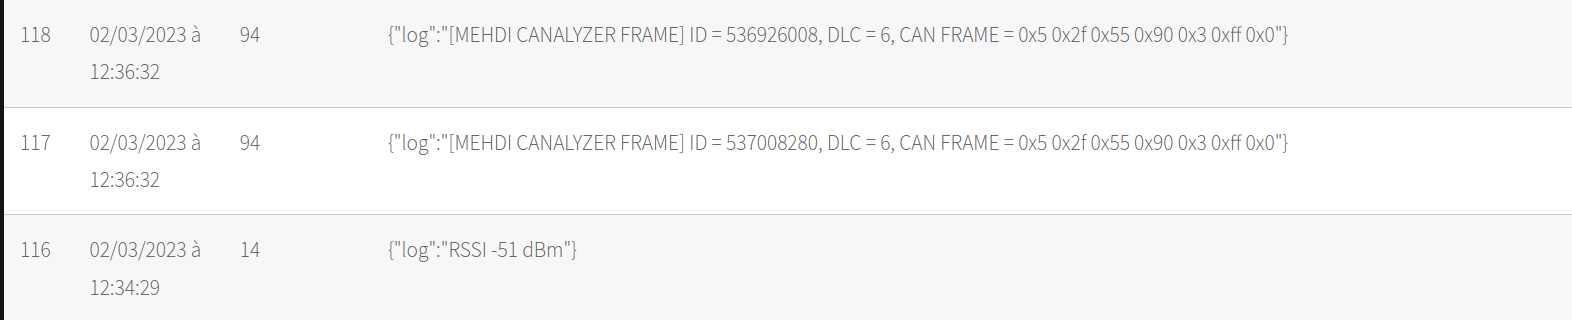 118 02/03/2023 à 94 {"log":"[MEHDI CANALYZER FRAME] ID = 536926008, DLC = 6, CAN FRAME = 0x5 0x2f 0x55 0x90 0x3 0xff 0x0"}
12:36:32
117 02/03/2023 à 94 {"log":"[MEHDI CANALYZER FRAME] ID = 537008280, DLC = 6, CAN FRAME = 0x5 0x2f 0x55 0x90 0x3 0xff 0x0"}
12:36:32
116 02/03/2023 à 14 {"log":"RSSI -51 dBm"}
12:34:29